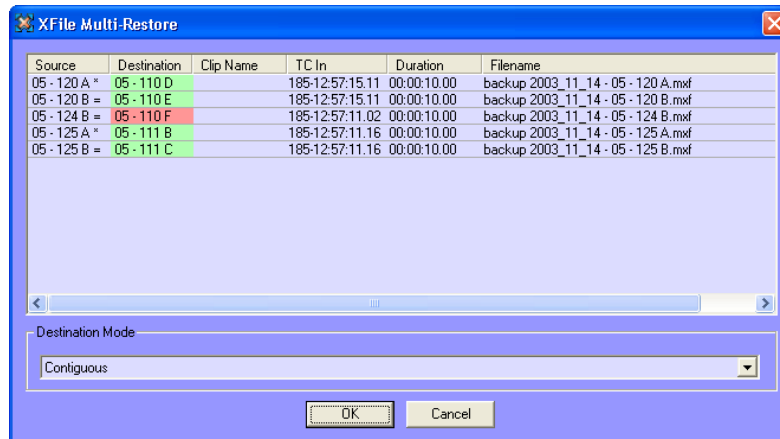 XFile Multi-Restore
Source Destination Clip Name TC In Duration Filename
05 - 120 A * 05 - 110 D 185-12:57:15.11 00:00:10.00 backup 2003_11_14 - 05 - 120 A.mxf
05 - 120 B = 05 - 110 E 185-12:57:15.11 00:00:10.00 backup 2003_11_14 - 05 - 120 B.mxf
05 - 124 B = 05 - 110 F 185-12:57:11.02 00:00:10.00 backup 2003_11_14 - 05 - 124 B.mxf
05 - 125 A * 05 - 111 B 185-12:57:11.16 00:00:10.00 backup 2003_11_14 - 05 - 125 A.mxf
05 - 125 B = 05 - 111 C 185-12:57:11.16 00:00:10.00 backup 2003_11_14 - 05 - 125 B.mxf
Destination Mode
Contiguous
OK Cancel